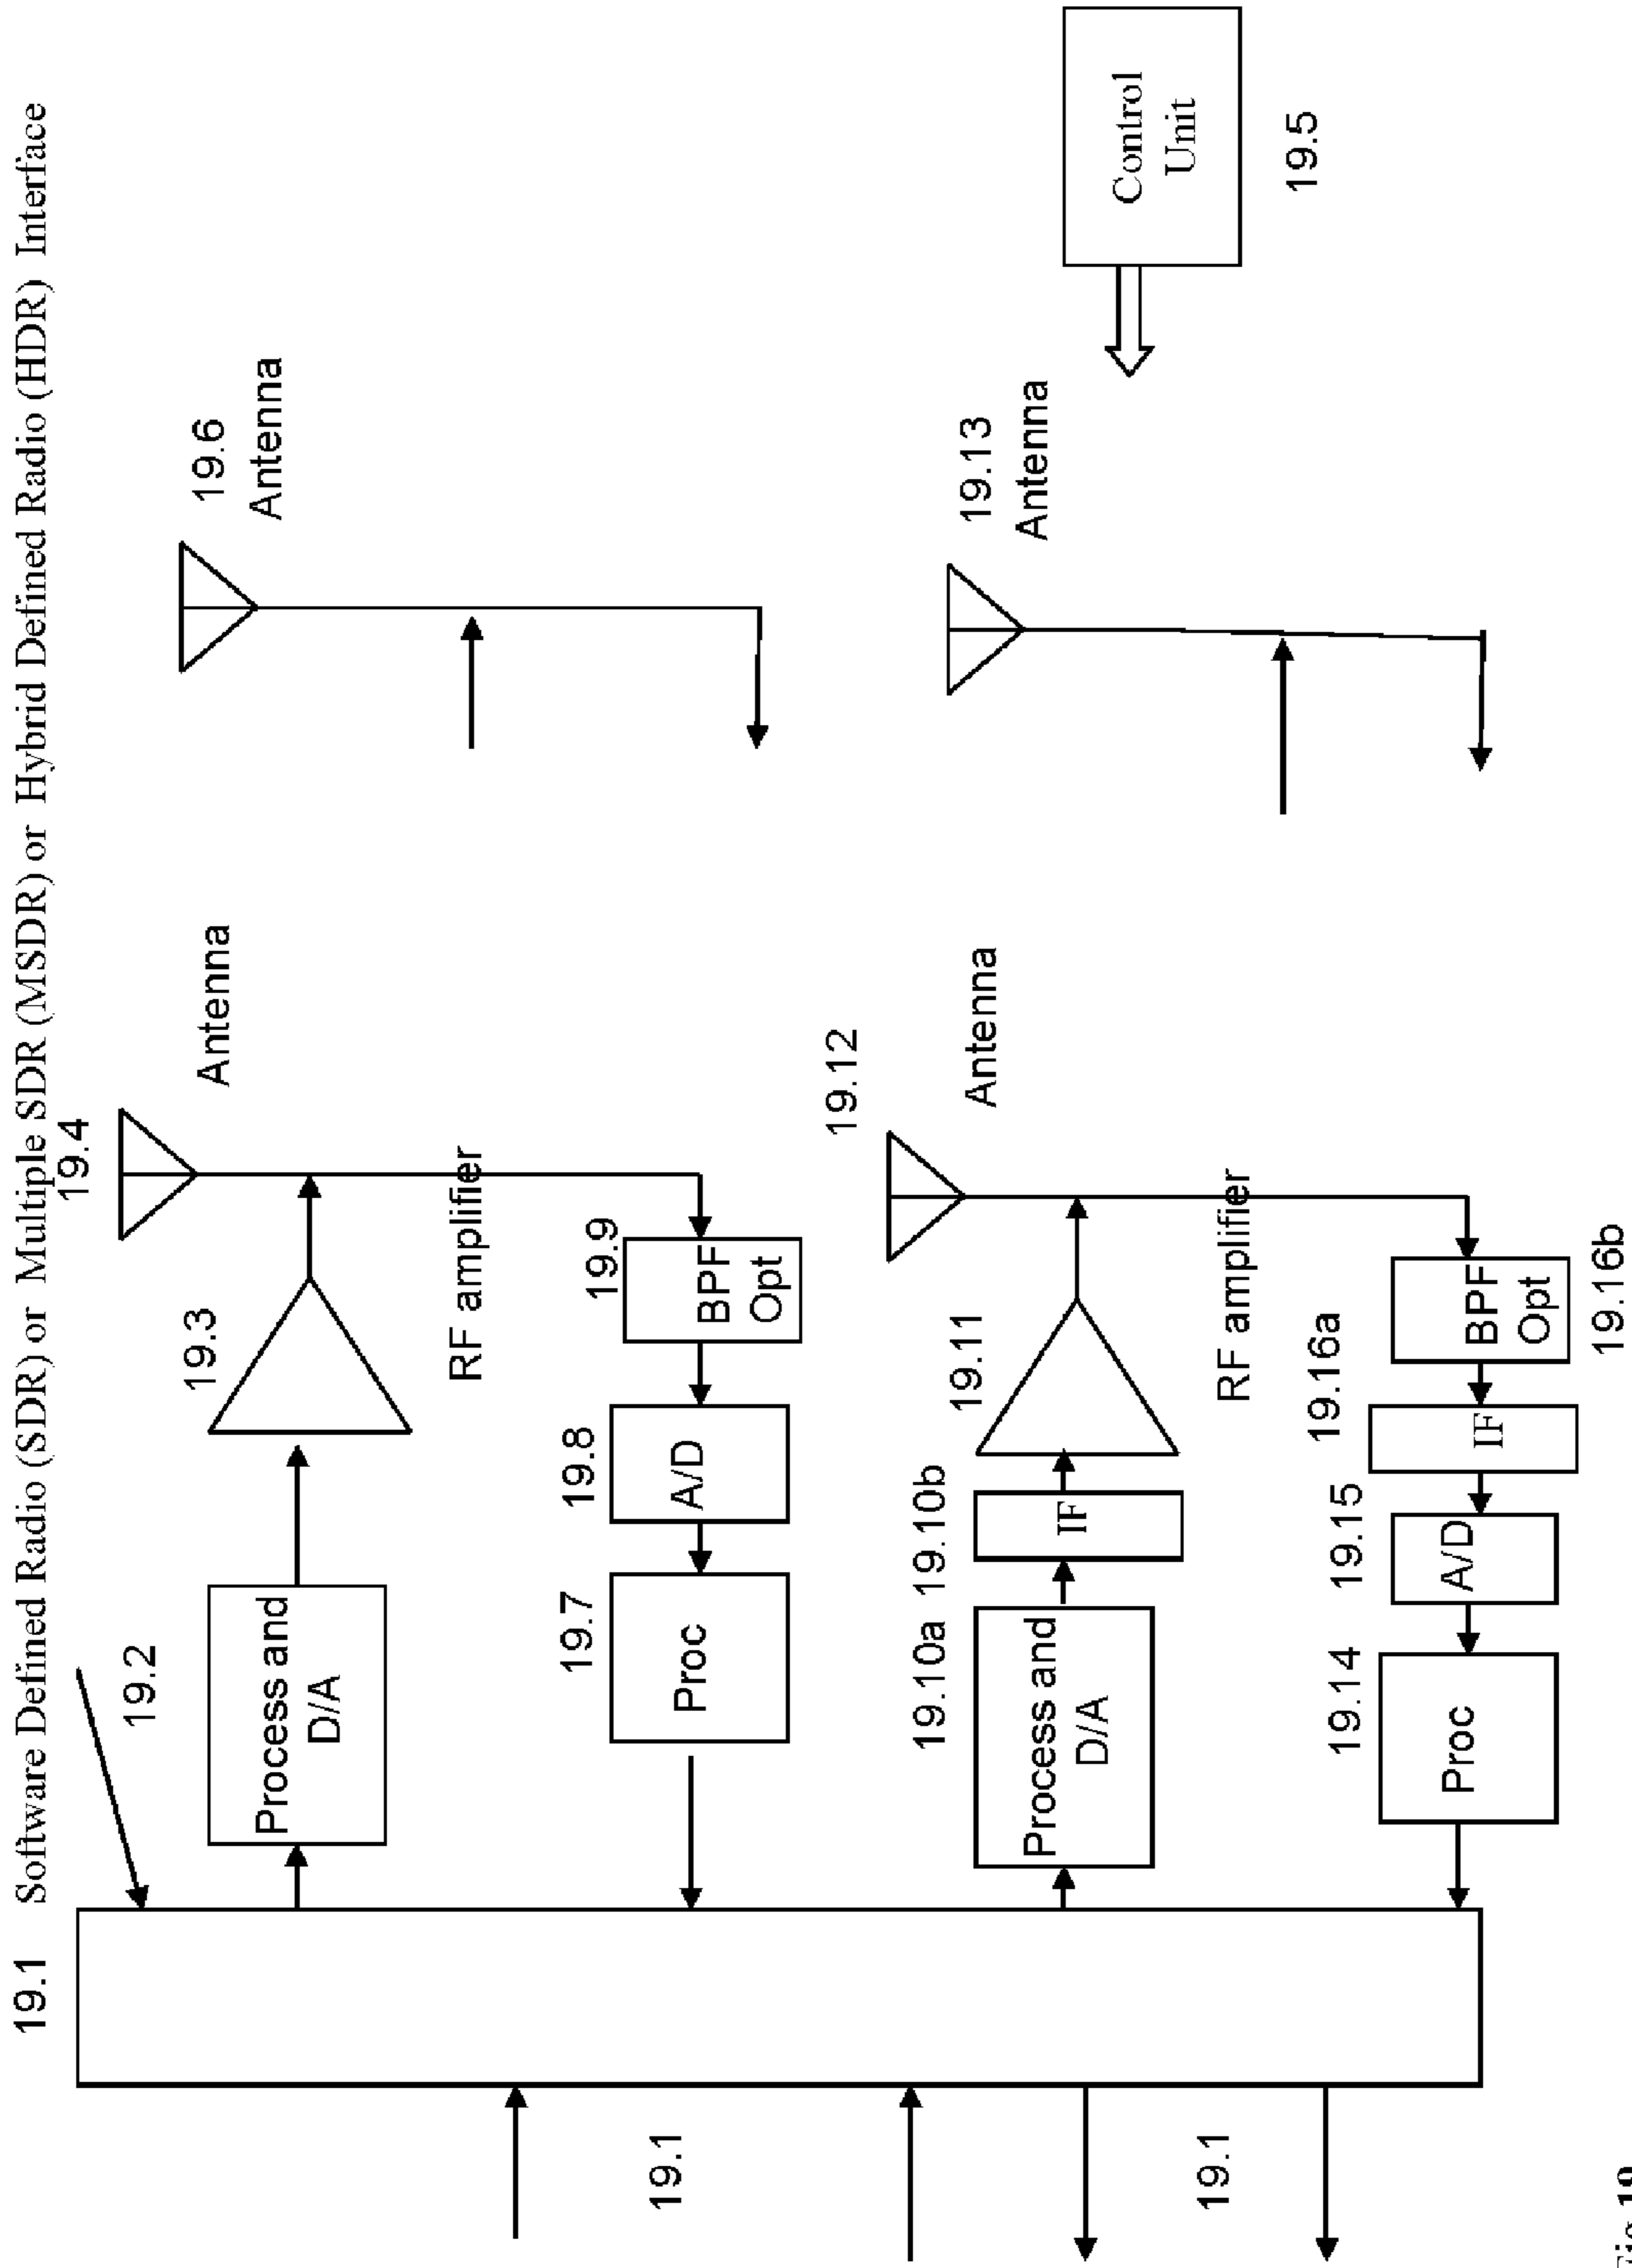 19.1 Software Defined Radio (SDR) or Multiple SDR (MSDR) or Hybrid Defined Radio (HDR) Interface
19.4
Antenna
19.6
Antenna
19.2
Process and
D/A
19.3
RF amplifier
19.7
Proc
19.8
A/D
19.9
BPF
Opt
19.1
19.12
Antenna
19.13
Antenna
19.10a
Process and
D/A
19.10b
IF
19.11
RF amplifier
Control
Unit
19.5
19.14
Proc
19.15
A/D
19.16a
IF
BPF
Opt
19.16b
19.1
Fig 19